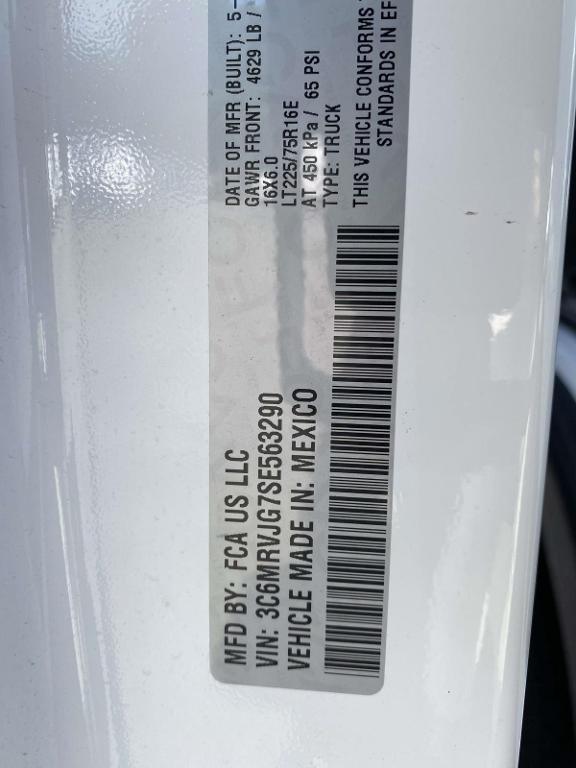 MFD BY: FCA US LLC
DATE OF MFR (BUILT): 5-
VIN: 3C6MRVJG7SE563290
GAWR FRONT: 4629 LB /
VEHICLE MADE IN: MEXICO
16X6.0
LT225/75R16E
AT 450 kPa / 65 PSI
TYPE: TRUCK
THIS VEHICLE CONFORMS
STANDARDS IN EF